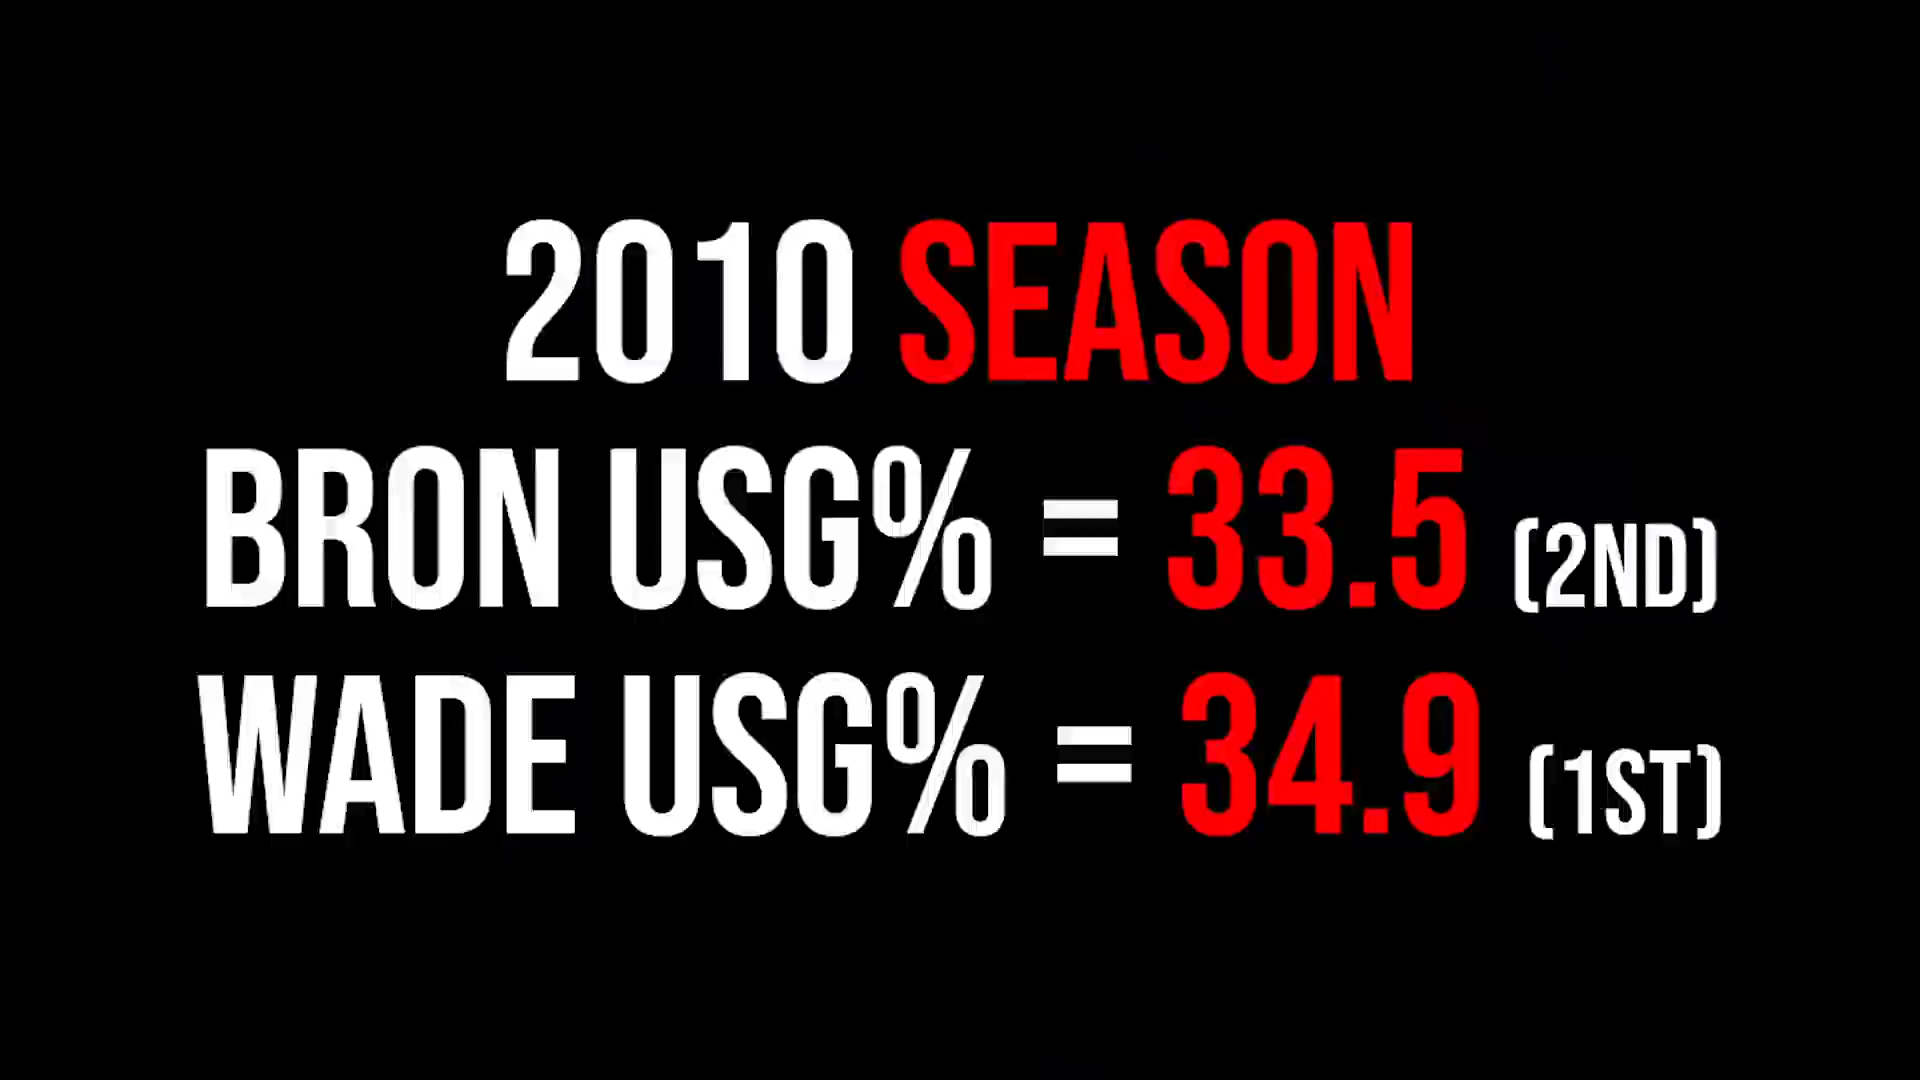 2010 SEASON
BRON USG% = 33.5 (2ND)
WADE USG% = 34.9 (1ST)